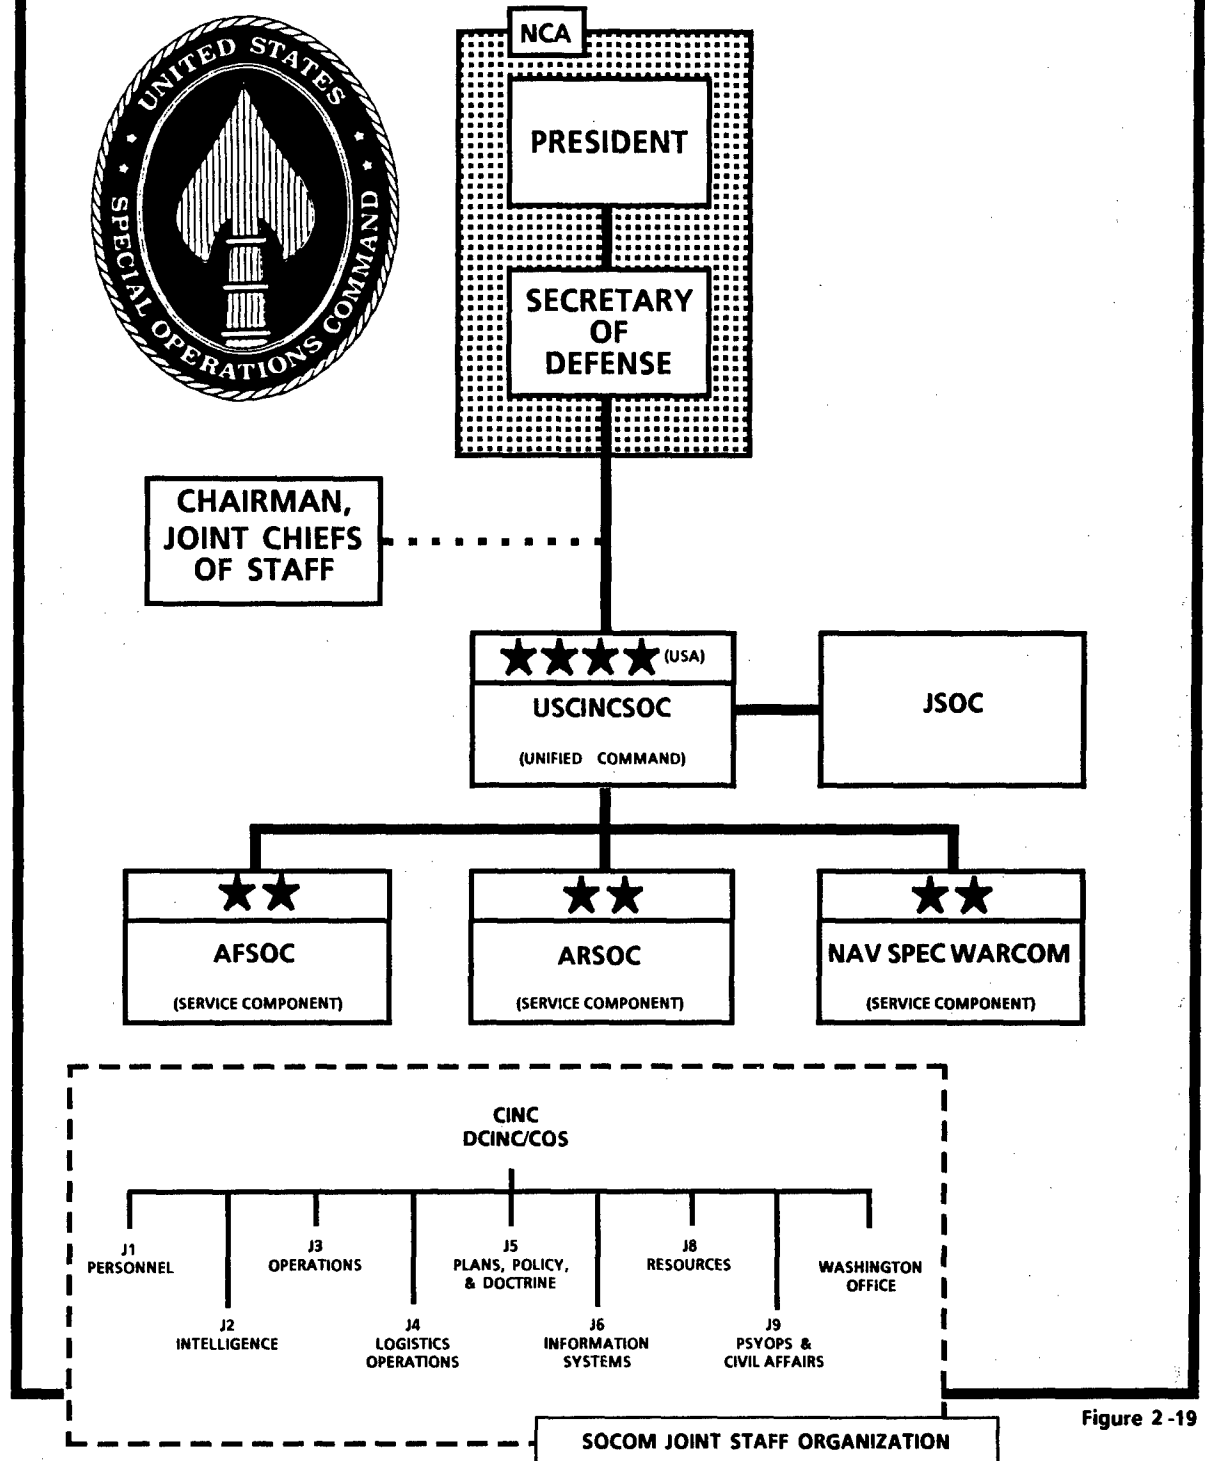 UNITED STATES
SPECIAL OPERATIONS COMMAND
NCA
PRESIDENT
SECRETARY
OF
DEFENSE
CHAIRMAN,
JOINT CHIEFS
OF STAFF
(USA)
USCINCSOC
(UNIFIED COMMAND)
JSOC
AFSOC
(SERVICE COMPONENT)
ARSOC
(SERVICE COMPONENT)
NAV SPEC WARCOM
(SERVICE COMPONENT)
CINC
DCINC/COS
J1
PERSONNEL
J2
INTELLIGENCE
J3
OPERATIONS
J4
LOGISTICS
OPERATIONS
J5
PLANS, POLICY,
& DOCTRINE
J6
INFORMATION
SYSTEMS
J8
RESOURCES
J9
PSYOPS &
CIVIL AFFAIRS
WASHINGTON
OFFICE
Figure 2-19
SOCOM JOINT STAFF ORGANIZATION